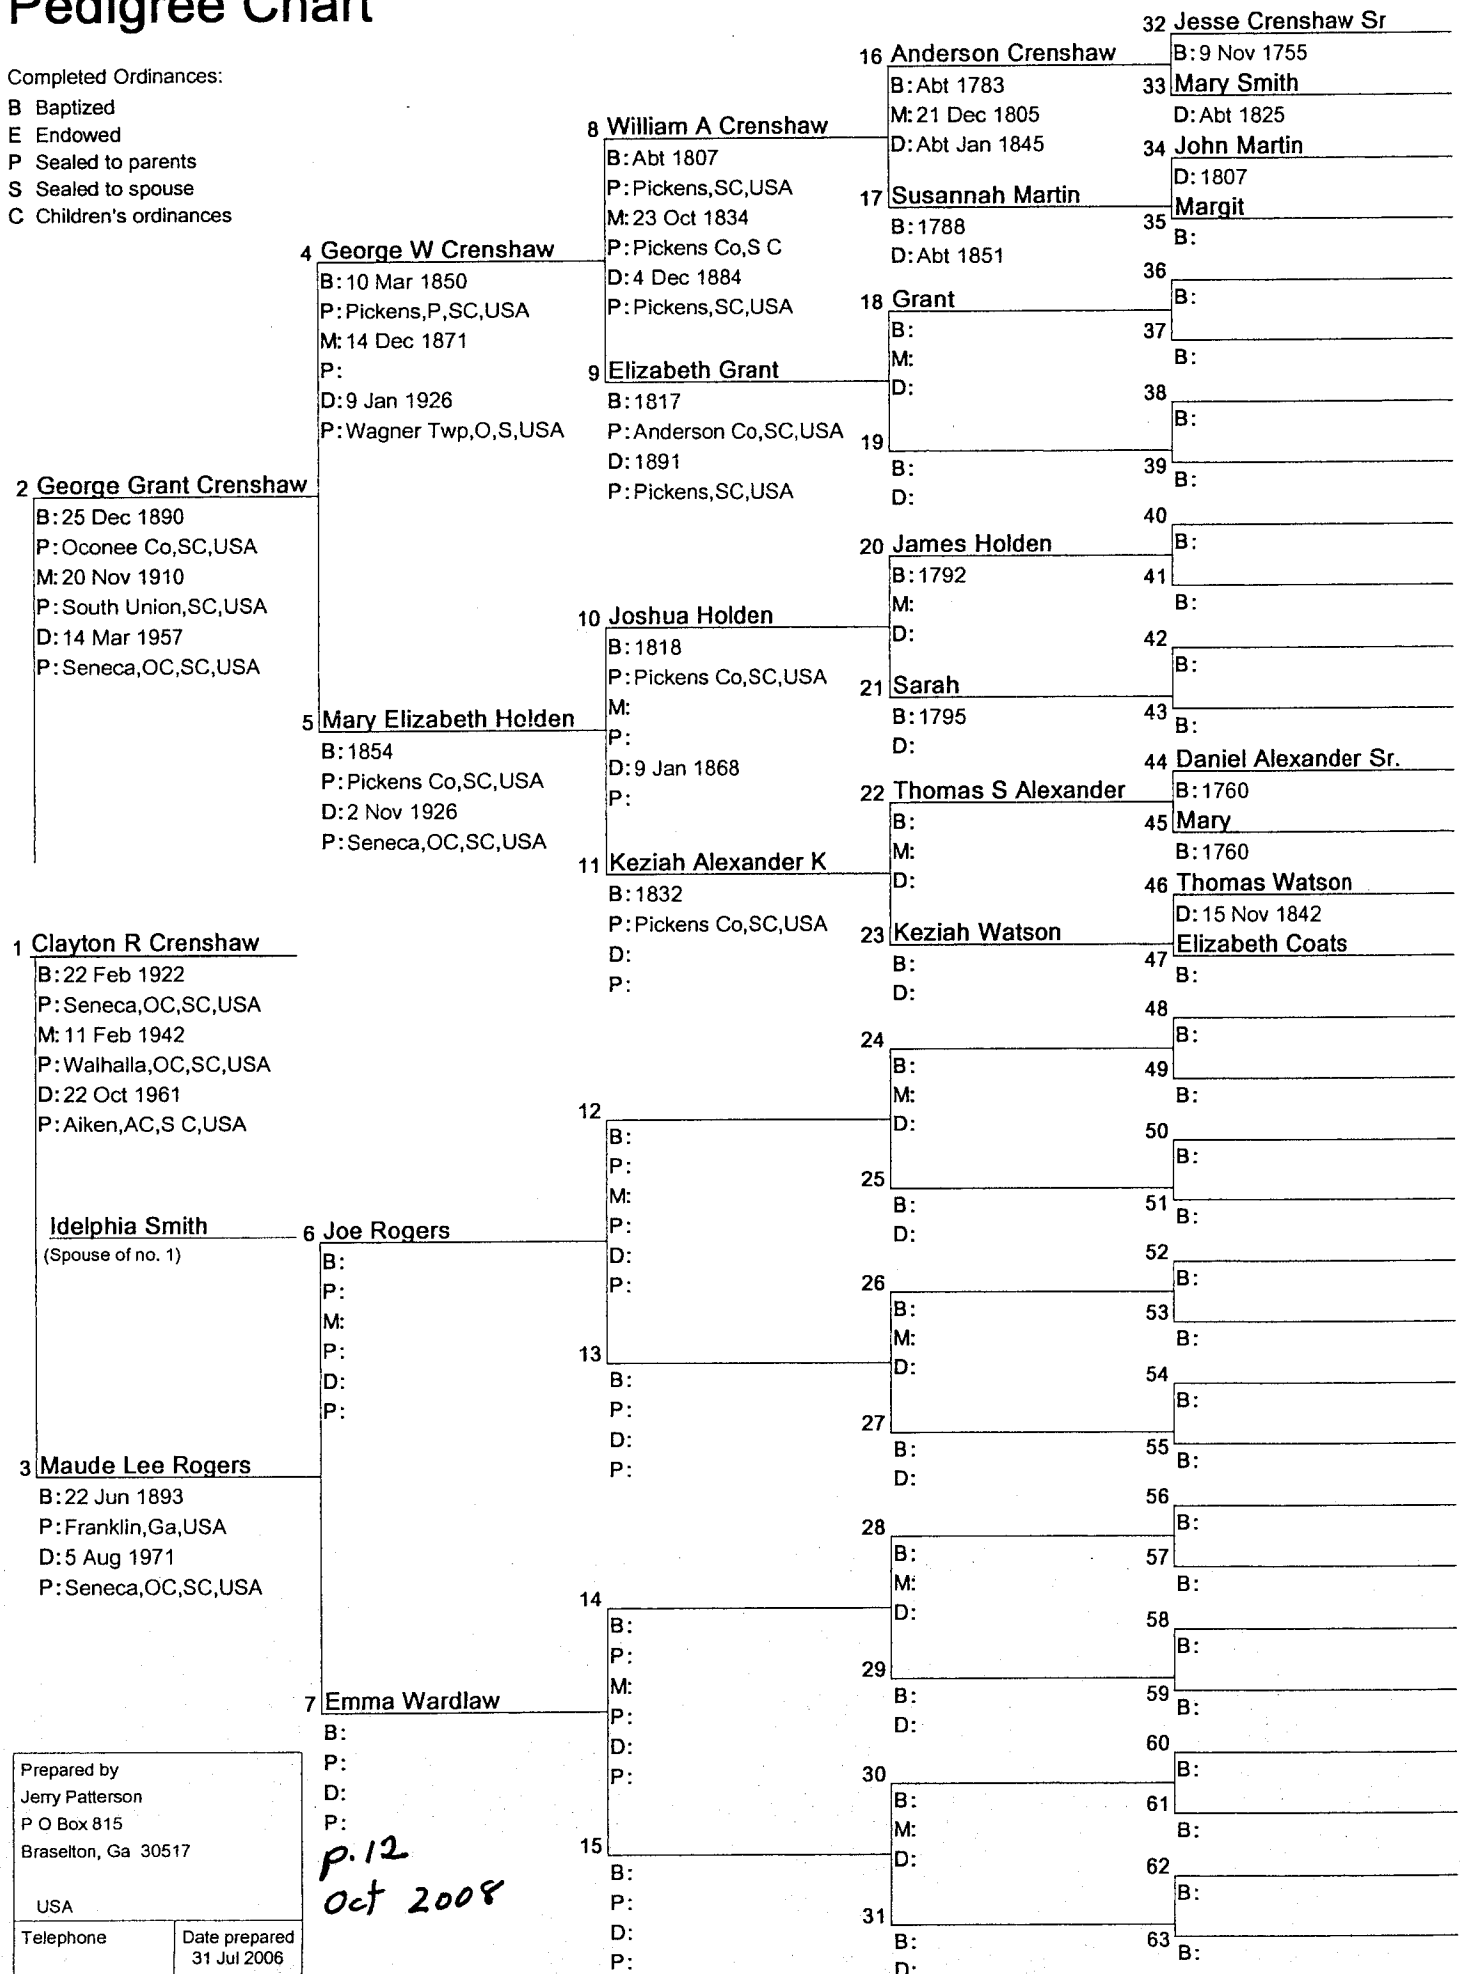 Pedigree Chart
Completed Ordinances:
B Baptized
E Endowed
P Sealed to parents
S Sealed to spouse
C Children's ordinances
2 George Grant Crenshaw
B: 25 Dec 1890
P: Oconee Co,SC,USA
M: 20 Nov 1910
P: South Union,SC,USA
D: 14 Mar 1957
P: Seneca,OC,SC,USA
1 Clayton R Crenshaw
B: 22 Feb 1922
P: Seneca,OC,SC,USA
M: 11 Feb 1942
P: Walhalla,OC,SC,USA
D: 22 Oct 1961
P: Aiken,AC,S C,USA
Idelphia Smith
(Spouse of no. 1)
3 Maude Lee Rogers
B: 22 Jun 1893
P: Franklin,Ga,USA
D: 5 Aug 1971
P: Seneca,OC,SC,USA
Prepared by
Jerry Patterson
P O Box 815
Braselton, Ga 30517
USA
Telephone
Date prepared
31 Jul 2006
4 George W Crenshaw
B: 10 Mar 1850
P: Pickens,P,SC,USA
M: 14 Dec 1871
P:
D: 9 Jan 1926
P: Wagner Twp,O,S,USA
5 Mary Elizabeth Holden
B: 1854
P: Pickens Co,SC,USA
D: 2 Nov 1926
P: Seneca,OC,SC,USA
6 Joe Rogers
B:
P:
M:
P:
D:
P:
7 Emma Wardlaw
B:
P:
D:
P:
p.12
Oct 2008
8 William A Crenshaw
B: Abt 1807
P: Pickens,SC,USA
M: 23 Oct 1834
P: Pickens Co,S C
D: 4 Dec 1884
P: Pickens,SC,USA
9 Elizabeth Grant
B: 1817
P: Anderson Co,SC,USA
D: 1891
P: Pickens,SC,USA
10 Joshua Holden
B: 1818
P: Pickens Co,SC,USA
M:
P:
D: 9 Jan 1868
P:
11 Keziah Alexander K
B: 1832
P: Pickens Co,SC,USA
D:
P:
12
B:
P:
M:
P:
D:
P:
13
B:
P:
D:
P:
14
B:
P:
M:
P:
D:
P:
15
B:
P:
D:
P:
16 Anderson Crenshaw
B: Abt 1783
M: 21 Dec 1805
D: Abt Jan 1845
17 Susannah Martin
B: 1788
D: Abt 1851
18 Grant
B:
M:
D:
19
B:
D:
20 James Holden
B: 1792
M:
D:
21 Sarah
B: 1795
D:
22 Thomas S Alexander
B:
M:
D:
23 Keziah Watson
B:
D:
24
B:
M:
D:
25
B:
D:
26
B:
M:
D:
27
B:
D:
28
B:
M:
D:
29
B:
D:
30
B:
M:
D:
31
B:
D:
32 Jesse Crenshaw Sr
B: 9 Nov 1755
33 Mary Smith
D: Abt 1825
34 John Martin
D: 1807
35 Margit
B:
36
B:
37
B:
38
B:
39
B:
40
B:
41
B:
42
B:
43
B:
44 Daniel Alexander Sr.
B: 1760
45 Mary
B: 1760
46 Thomas Watson
D: 15 Nov 1842
47 Elizabeth Coats
B:
48
B:
49
B:
50
B:
51
B:
52
B:
53
B:
54
B:
55
B:
56
B:
57
B:
58
B:
59
B:
60
B:
61
B:
62
B:
63
B: